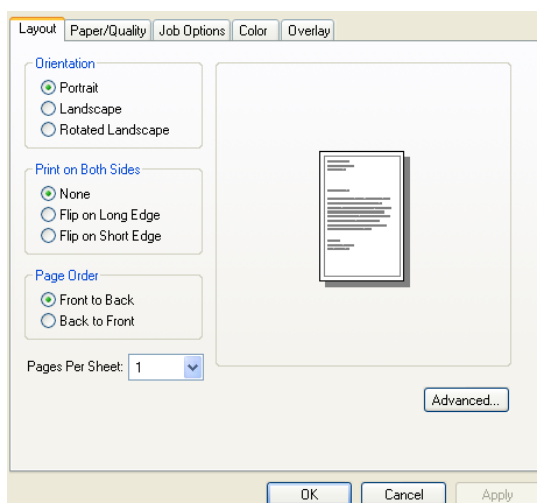 Layout Paper/Quality Job Options Color Overlay
Orientation
Portrait
Landscape
Rotated Landscape
Print on Both Sides
None
Flip on Long Edge
Flip on Short Edge
Page Order
Front to Back
Back to Front
Pages Per Sheet: 1
Advanced...
OK Cancel Apply